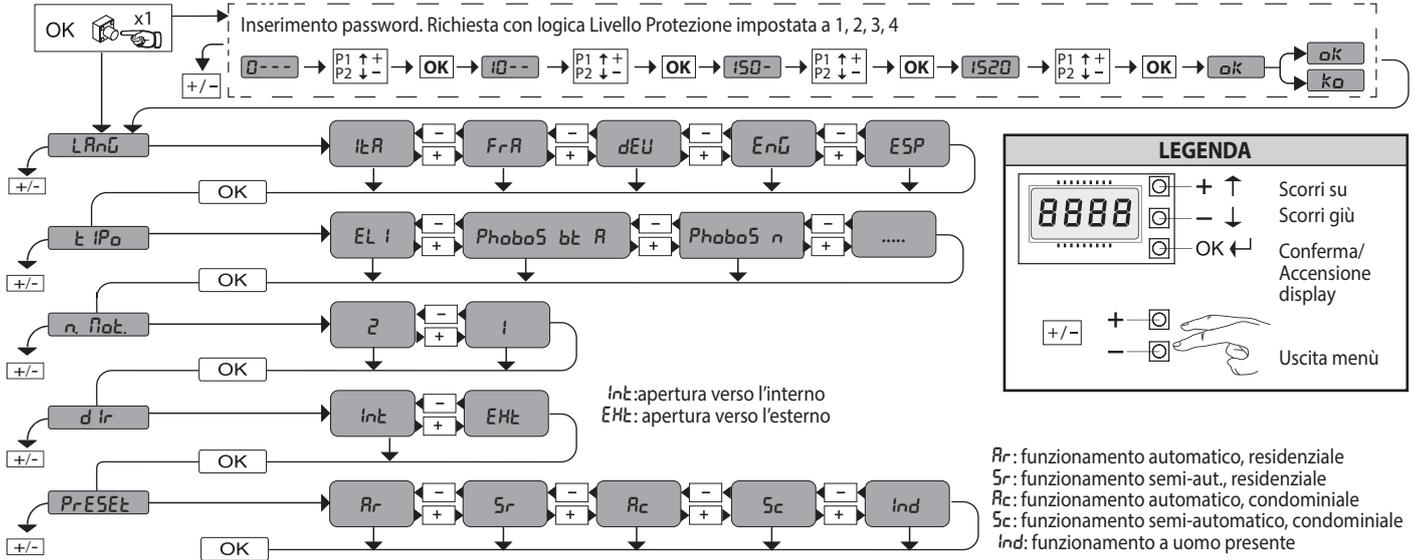 OK x1
Inserimento password. Richiesta con logica Livello Protezione impostata a 1, 2, 3, 4
0--- P1 ↑ + P2 ↓ - OK 10-- P1 ↑ + P2 ↓ - OK 150- P1 ↑ + P2 ↓ - OK 1520 P1 ↑ + P2 ↓ - OK oK
oK
Ko
+/-
LAnG ItA - + FrA - + dEU - + EnG - + ESP
+/-
OK
tIPo ELI - + PhoboS bt A - + PhoboS n - + .....
+/-
OK
n. Mot. 2 - + 1
+/-
OK
dIr Int - + EHt
+/-
Int: apertura verso l'interno
EHt: apertura verso l'esterno
OK
PrESEt Ar - + Sr - + Ac - + Sc - + Ind
+/-
OK
LEGENDA
8888
+ ↑ Scorri su
- ↓ Scorri giù
OK ↵ Conferma/
Accensione
display
+/- +
-
Uscita menù
Ar: funzionamento automatico, residenziale
Sr: funzionamento semi-aut., residenziale
Ac: funzionamento automatico, condominiale
Sc: funzionamento semi-automatico, condominiale
Ind: funzionamento a uomo presente